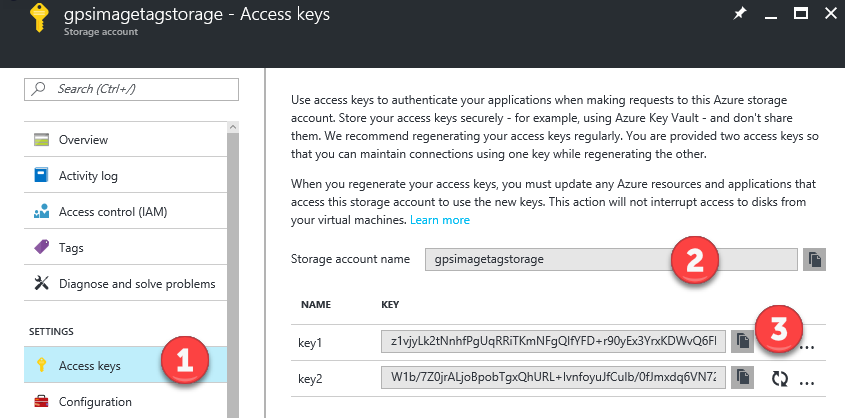 gpsimagetagstorage - Access keys
Storage account
Search (Ctrl+/)
Overview
Activity log
Access control (IAM)
Tags
Diagnose and solve problems
SETTINGS
Access keys
1
Configuration
Use access keys to authenticate your applications when making requests to this Azure storage
account. Store your access keys securely - for example, using Azure Key Vault - and don't share
them. We recommend regenerating your access keys regularly. You are provided two access keys so
that you can maintain connections using one key while regenerating the other.
When you regenerate your access keys, you must update any Azure resources and applications that
access this storage account to use the new keys. This action will not interrupt access to disks from
your virtual machines. Learn more
Storage account name gpsimagetagstorage 2
NAME KEY
key1 3 ...
key2 ...